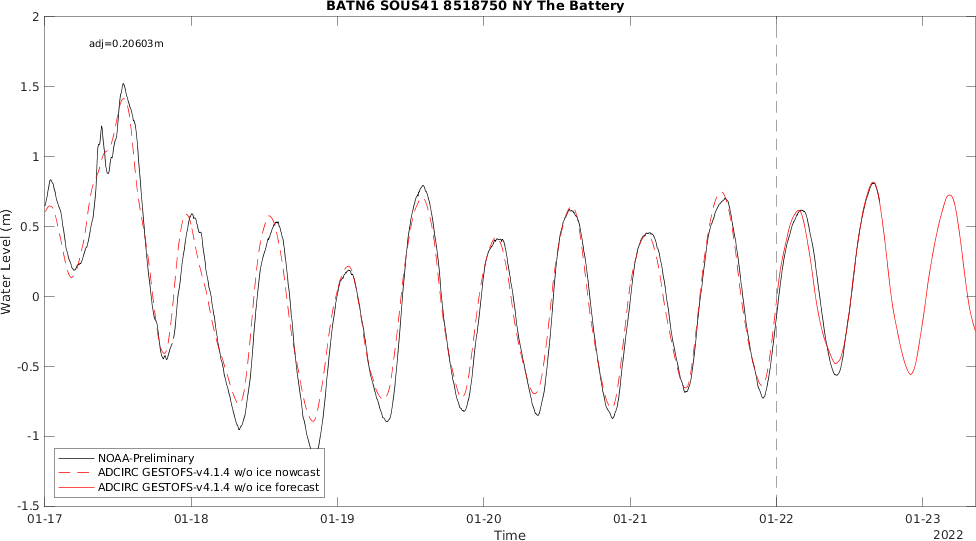 BATN6 SOUS41 8518750 NY The Battery
adj=0.20603m
Water Level (m)
2
1.5
1
0.5
0
-0.5
-1
-1.5
NOAA-Preliminary
ADCIRC GESTOFS-v4.1.4 w/o ice nowcast
ADCIRC GESTOFS-v4.1.4 w/o ice forecast
01-17 01-18 01-19 01-20 01-21 01-22 01-23
Time
2022